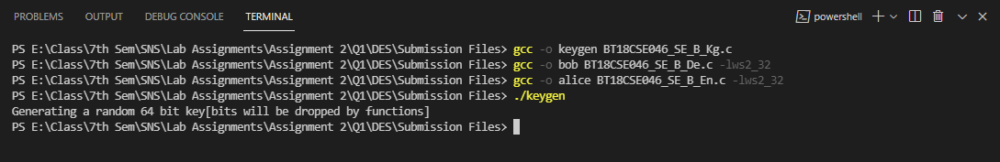 PROBLEMS OUTPUT DEBUG CONSOLE TERMINAL powershell
PS E:\Class\7th Sem\SNS\Lab Assignments\Assignment 2\Q1\DES\Submission Files> gcc -o keygen BT18CSE046_SE_B_Kg.c
PS E:\Class\7th Sem\SNS\Lab Assignments\Assignment 2\Q1\DES\Submission Files> gcc -o bob BT18CSE046_SE_B_De.c -lws2_32
PS E:\Class\7th Sem\SNS\Lab Assignments\Assignment 2\Q1\DES\Submission Files> gcc -o alice BT18CSE046_SE_B_En.c -lws2_32
PS E:\Class\7th Sem\SNS\Lab Assignments\Assignment 2\Q1\DES\Submission Files> ./keygen
Generating a random 64 bit key[bits will be dropped by functions]
PS E:\Class\7th Sem\SNS\Lab Assignments\Assignment 2\Q1\DES\Submission Files>